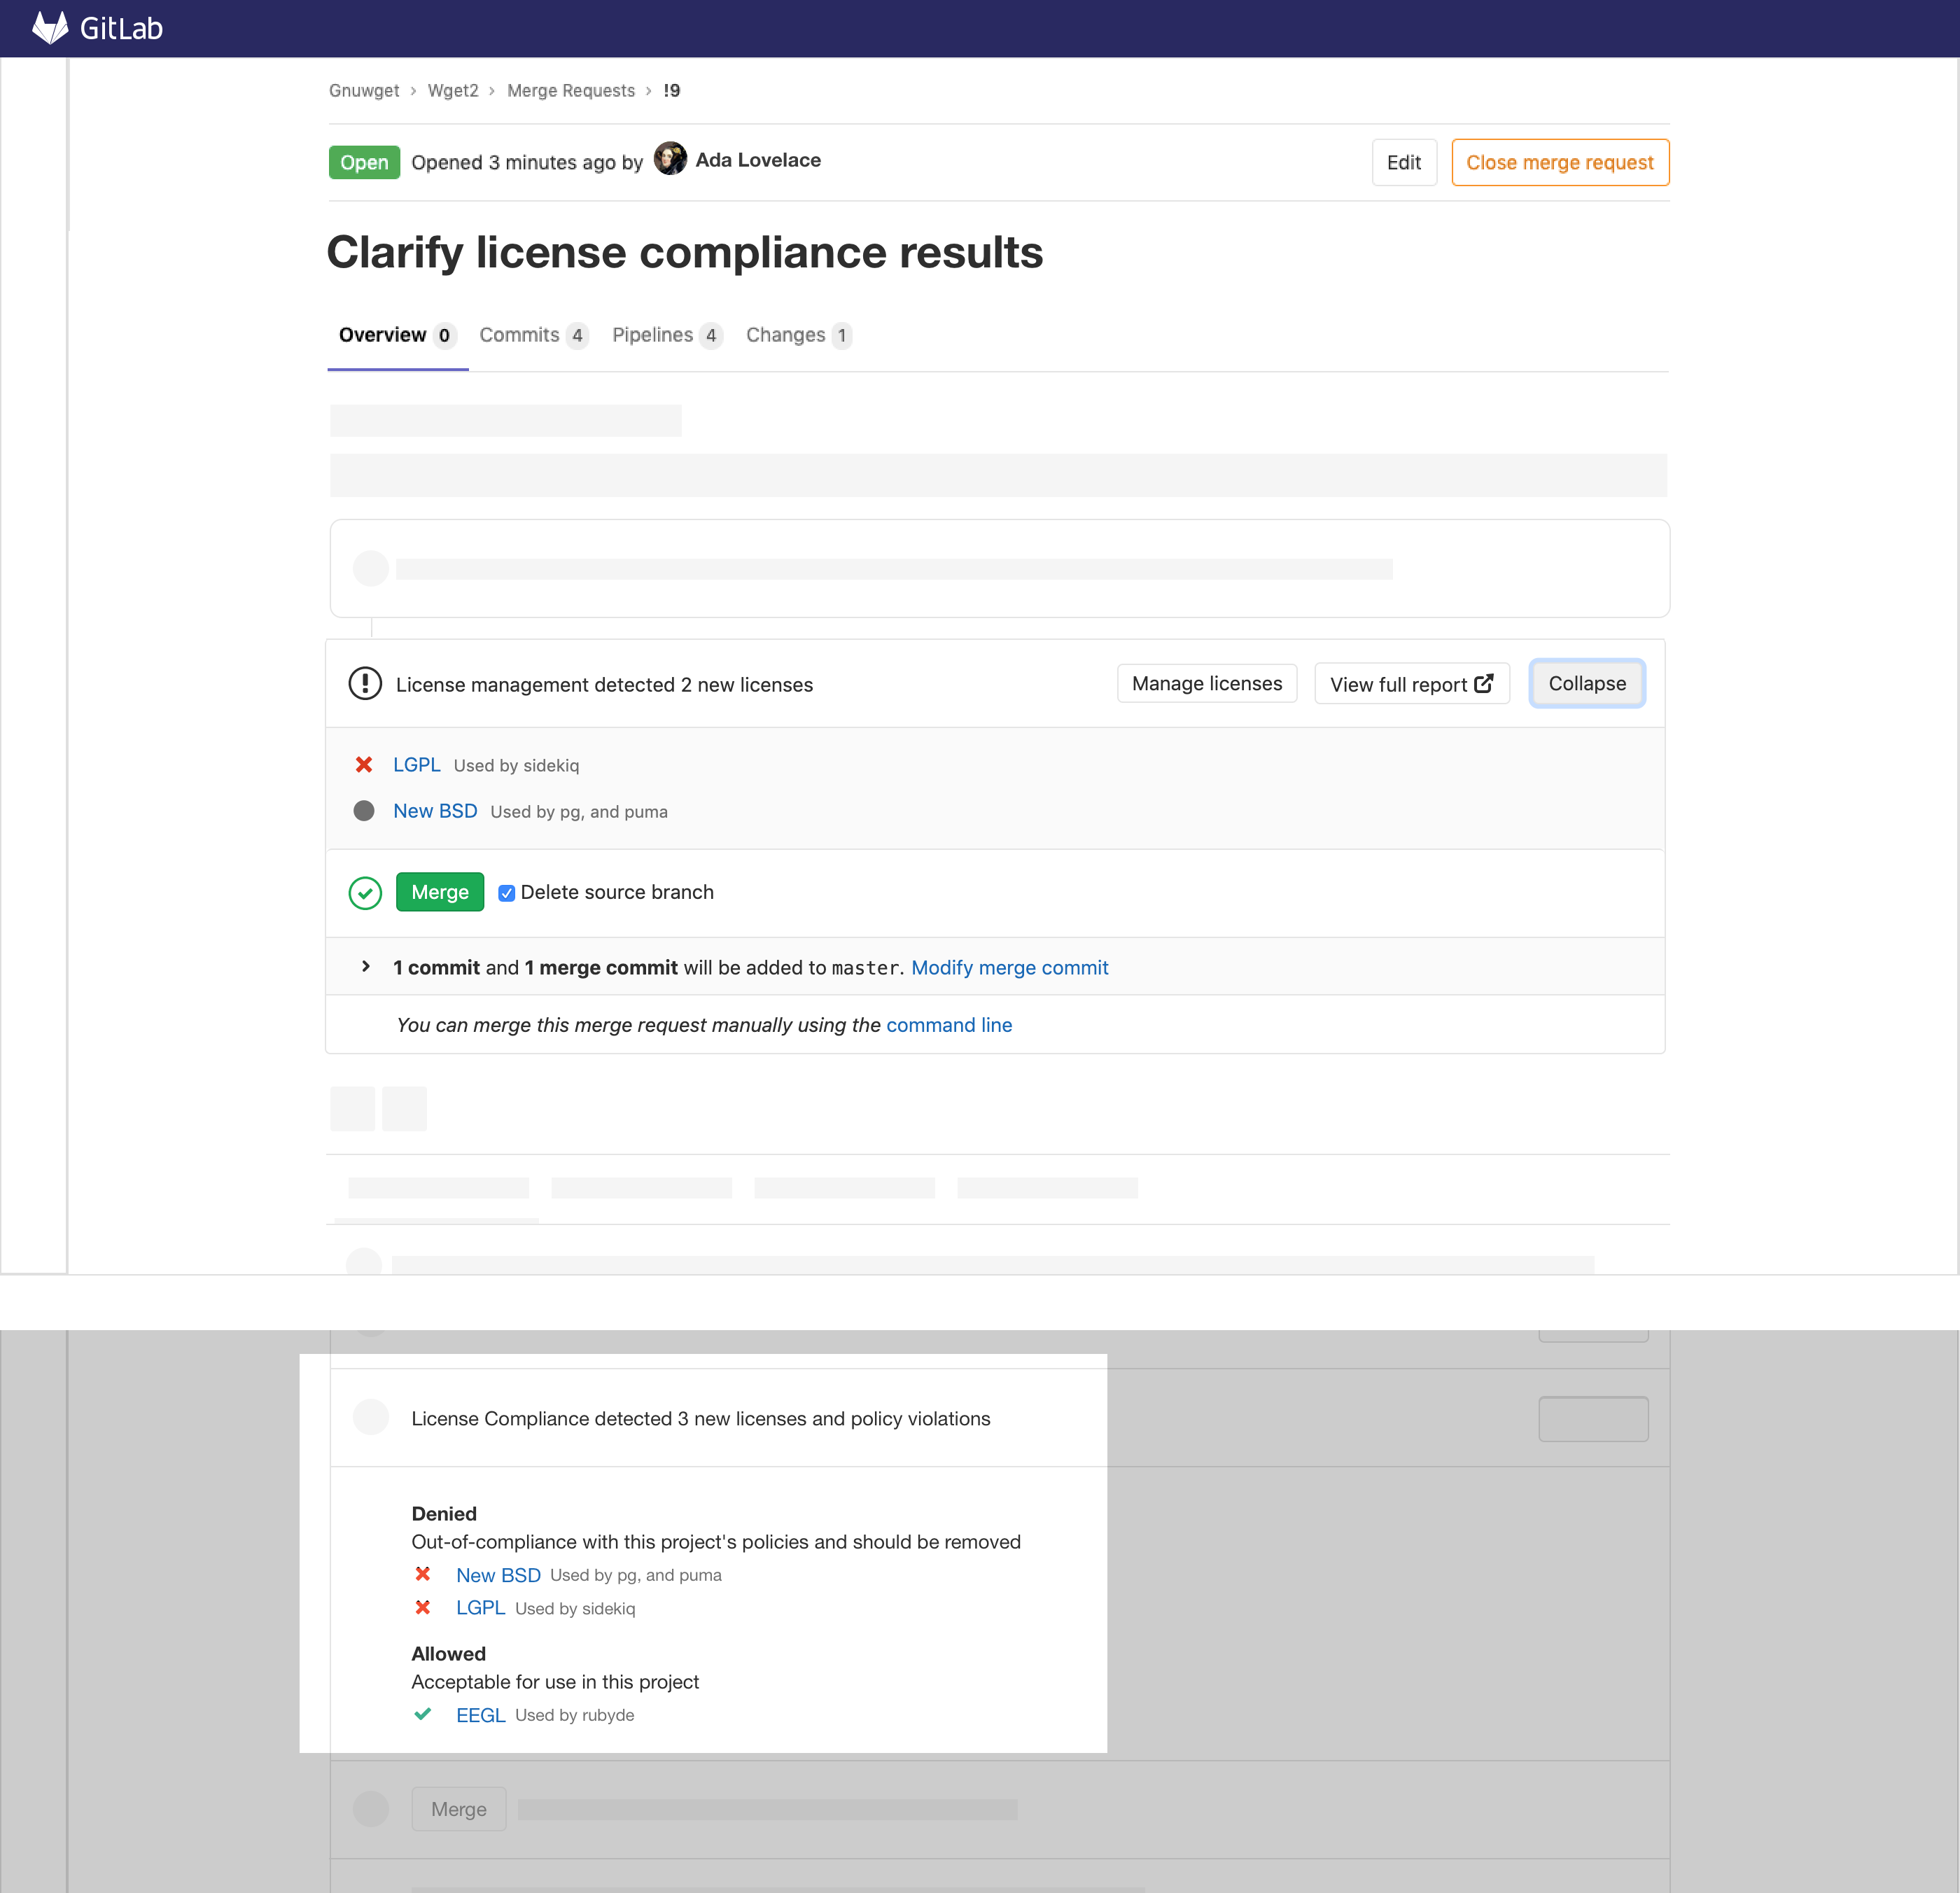 GitLab
Gnuwget › Wget2 › Merge Requests › !9
Open Opened 3 minutes ago by Ada Lovelace Edit Close merge request
Clarify license compliance results
Overview 0 Commits 4 Pipelines 4 Changes 1
License management detected 2 new licenses Manage licenses View full report Collapse
LGPL Used by sidekiq
New BSD Used by pg, and puma
Merge Delete source branch
1 commit and 1 merge commit will be added to master. Modify merge commit
You can merge this merge request manually using the command line
License Compliance detected 3 new licenses and policy violations
Denied
Out-of-compliance with this project's policies and should be removed
New BSD Used by pg, and puma
LGPL Used by sidekiq
Allowed
Acceptable for use in this project
EEGL Used by rubyde
Merge